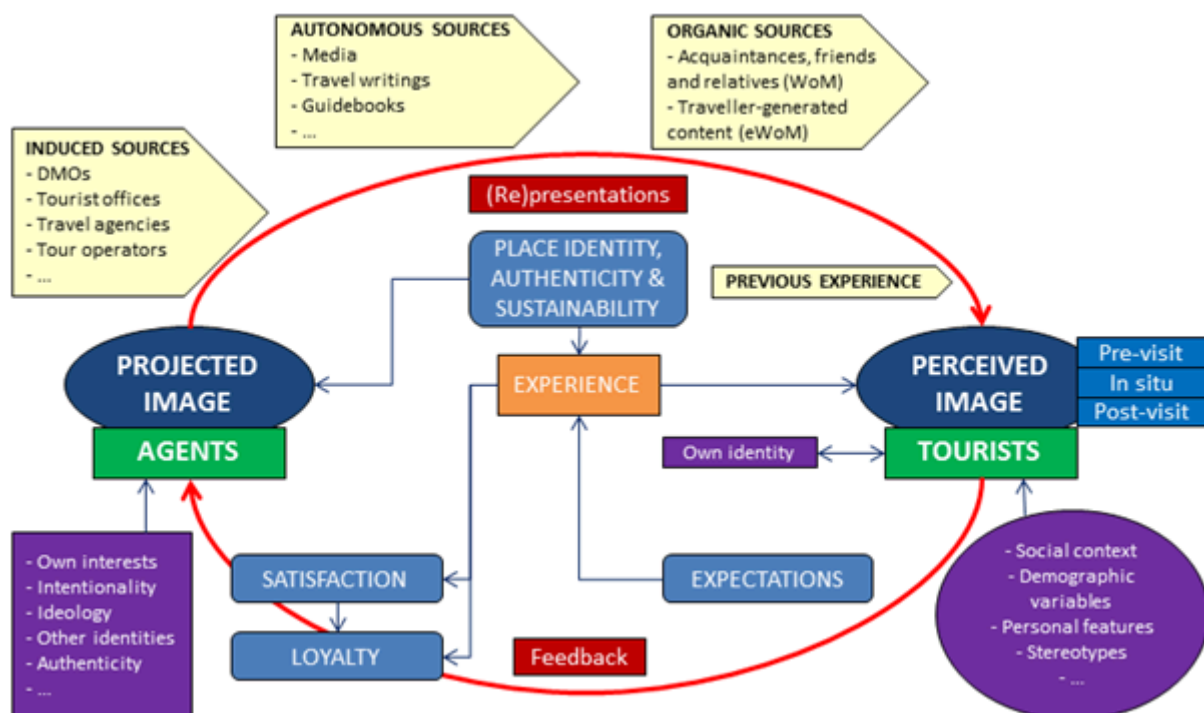 AUTONOMOUS SOURCES
- Media
- Travel writings
- Guidebooks
- ...
ORGANIC SOURCES
- Acquaintances, friends
and relatives (WoM)
- Traveller-generated
content (eWoM)
INDUCED SOURCES
- DMOs
- Tourist offices
- Travel agencies
- Tour operators
- ...
(Re)presentations
PLACE IDENTITY,
AUTHENTICITY &
SUSTAINABILITY
PREVIOUS EXPERIENCE
PROJECTED
IMAGE
AGENTS
EXPERIENCE
PERCEIVED
IMAGE
TOURISTS
Pre-visit
In situ
Post-visit
Own identity
- Own interests
- Intentionality
- Ideology
- Other identities
- Authenticity
- ...
SATISFACTION
LOYALTY
EXPECTATIONS
Feedback
- Social context
- Demographic
variables
- Personal features
- Stereotypes
- ...